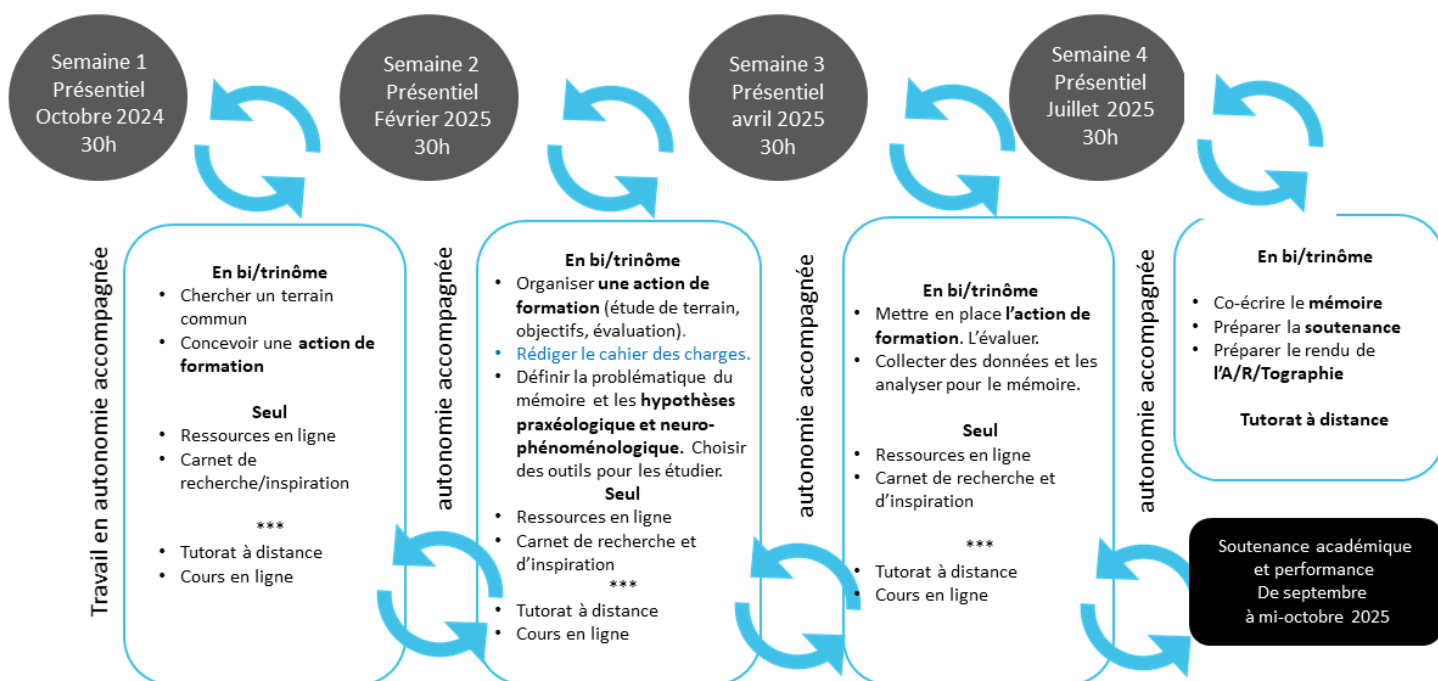 Semaine 1
Présentiel
Octobre 2024
30h
Semaine 2
Présentiel
Février 2025
30h
Semaine 3
Présentiel
avril 2025
30h
Semaine 4
Présentiel
Juillet 2025
30h
Travail en autonomie accompagnée
En bi/trinôme
• Chercher un terrain
commun
• Concevoir une action de
formation
Seul
• Ressources en ligne
• Carnet de
recherche/inspiration
***
• Tutorat à distance
• Cours en ligne
autonomie accompagnée
En bi/trinôme
• Organiser une action de
formation (étude de terrain,
objectifs, évaluation).
• Rédiger le cahier des charges.
• Définir la problématique du
mémoire et les hypothèses
praxéologique et neuro-
phénoménologique. Choisir
des outils pour les étudier.
Seul
• Ressources en ligne
• Carnet de recherche et
d’inspiration
***
• Tutorat à distance
• Cours en ligne
autonomie accompagnée
En bi/trinôme
• Mettre en place l’action de
formation. L’évaluer.
• Collecter des données et les
analyser pour le mémoire.
Seul
• Ressources en ligne
• Carnet de recherche et
d’inspiration
***
• Tutorat à distance
• Cours en ligne
autonomie accompagnée
En bi/trinôme
• Co-écrire le mémoire
• Préparer la soutenance
• Préparer le rendu de
l’A/R/Tographie
Tutorat à distance
Soutenance académique
et performance
De septembre
à mi-octobre 2025